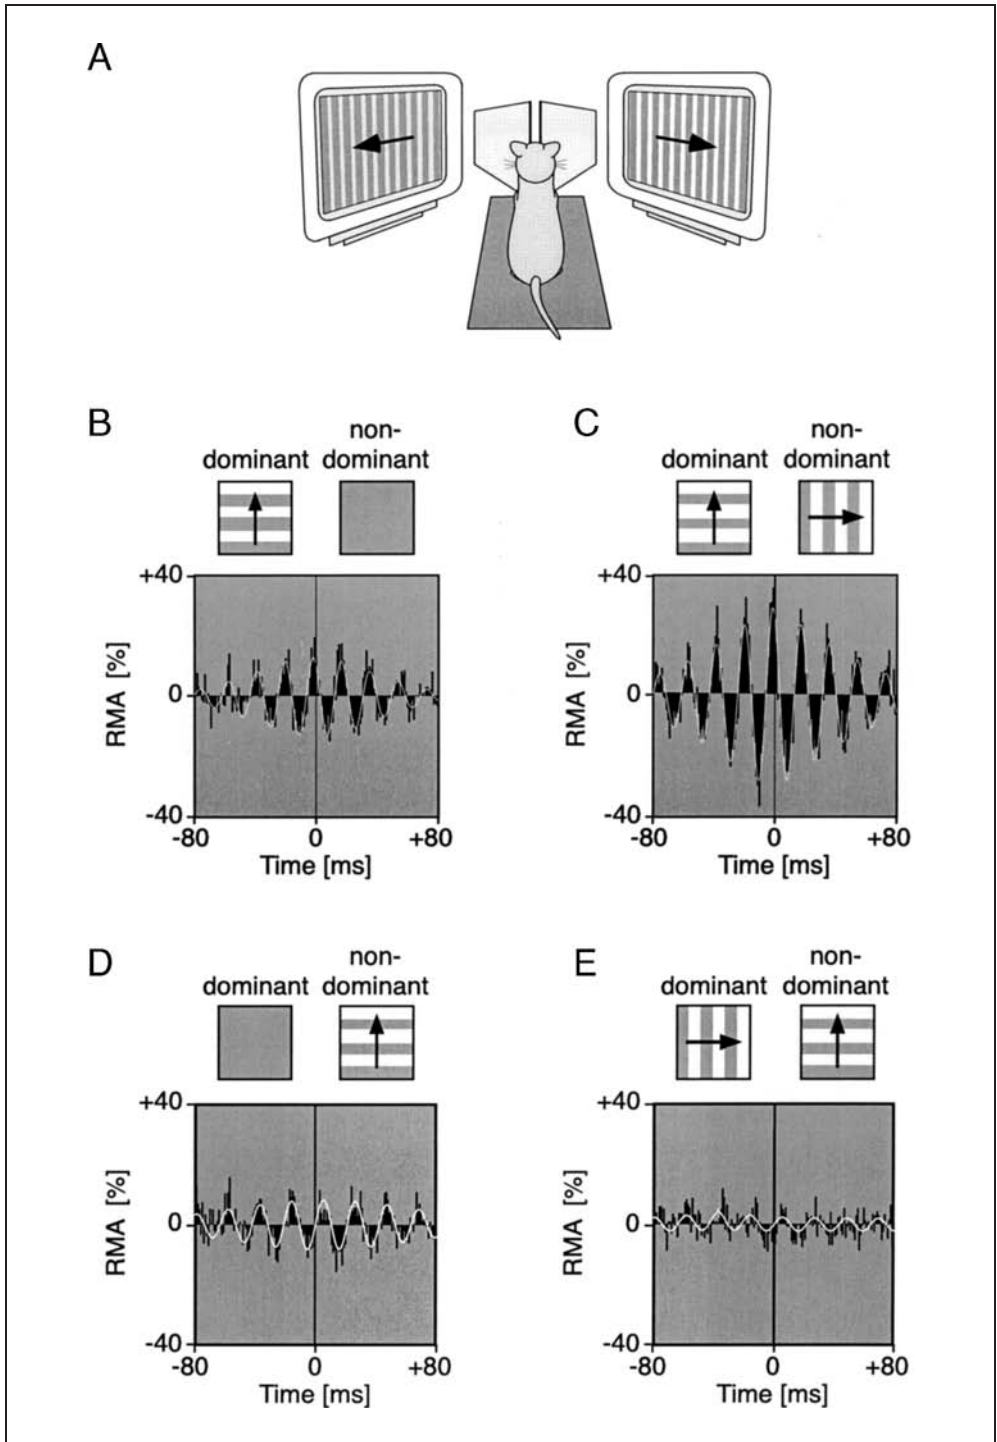 A
B
dominant
non-
dominant
+40
0
-40
RMA [%]
-80
0
+80
Time [ms]
C
dominant
non-
dominant
+40
0
-40
RMA [%]
-80
0
+80
Time [ms]
D
dominant
non-
dominant
+40
0
-40
RMA [%]
-80
0
+80
Time [ms]
E
dominant
non-
dominant
+40
0
-40
RMA [%]
-80
0
+80
Time [ms]